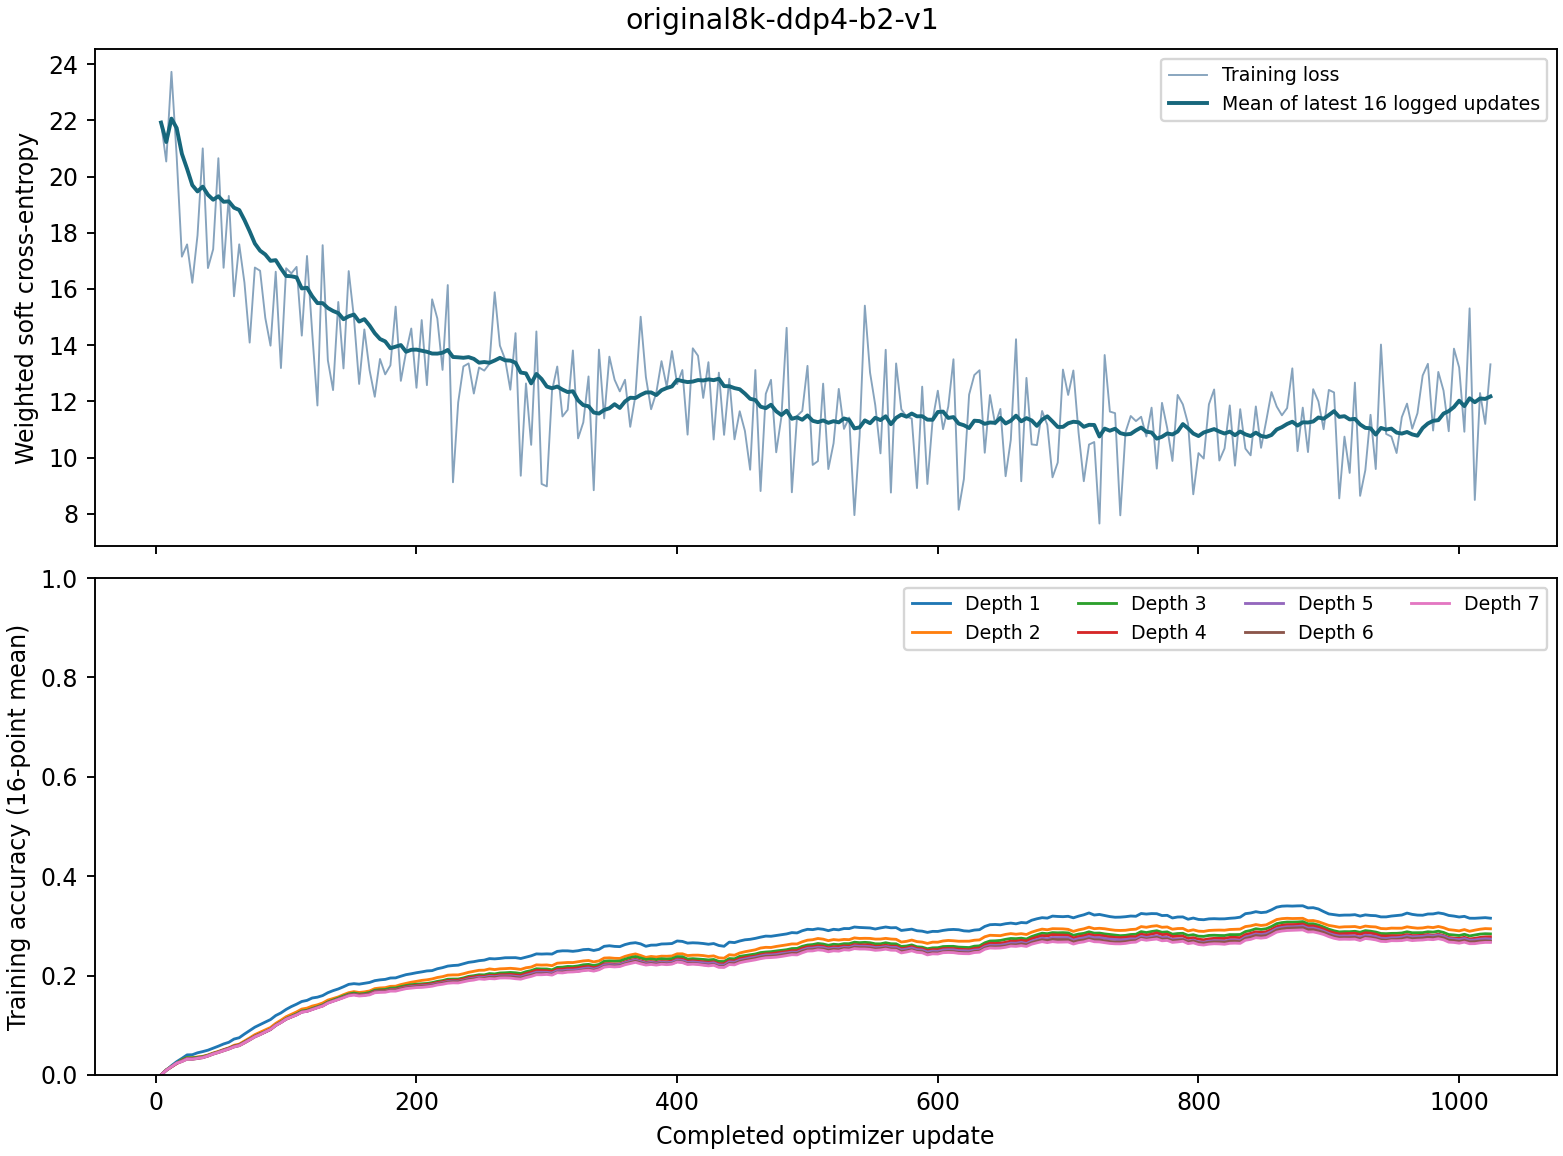 original8k-ddp4-b2-v1
Weighted soft cross-entropy
24
22
20
18
16
14
12
10
8
Training loss
Mean of latest 16 logged updates
Training accuracy (16-point mean)
1.0
0.8
0.6
0.4
0.2
0.0
Depth 1
Depth 2
Depth 3
Depth 4
Depth 5
Depth 6
Depth 7
0 200 400 600 800 1000
Completed optimizer update